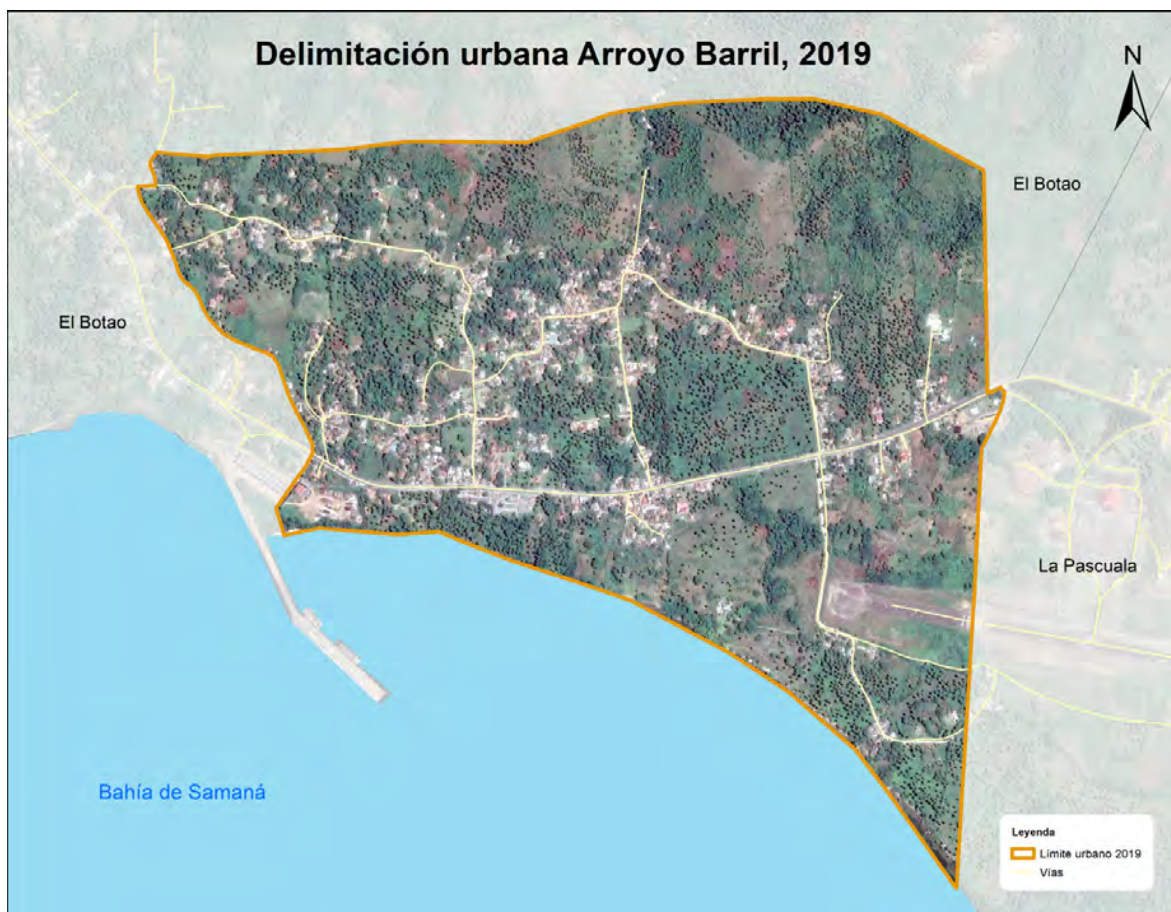 Delimitación urbana Arroyo Barril, 2019
N
El Botao
El Botao
La Pascuala
Bahía de Samaná
Leyenda
Límite urbano 2019
Vías